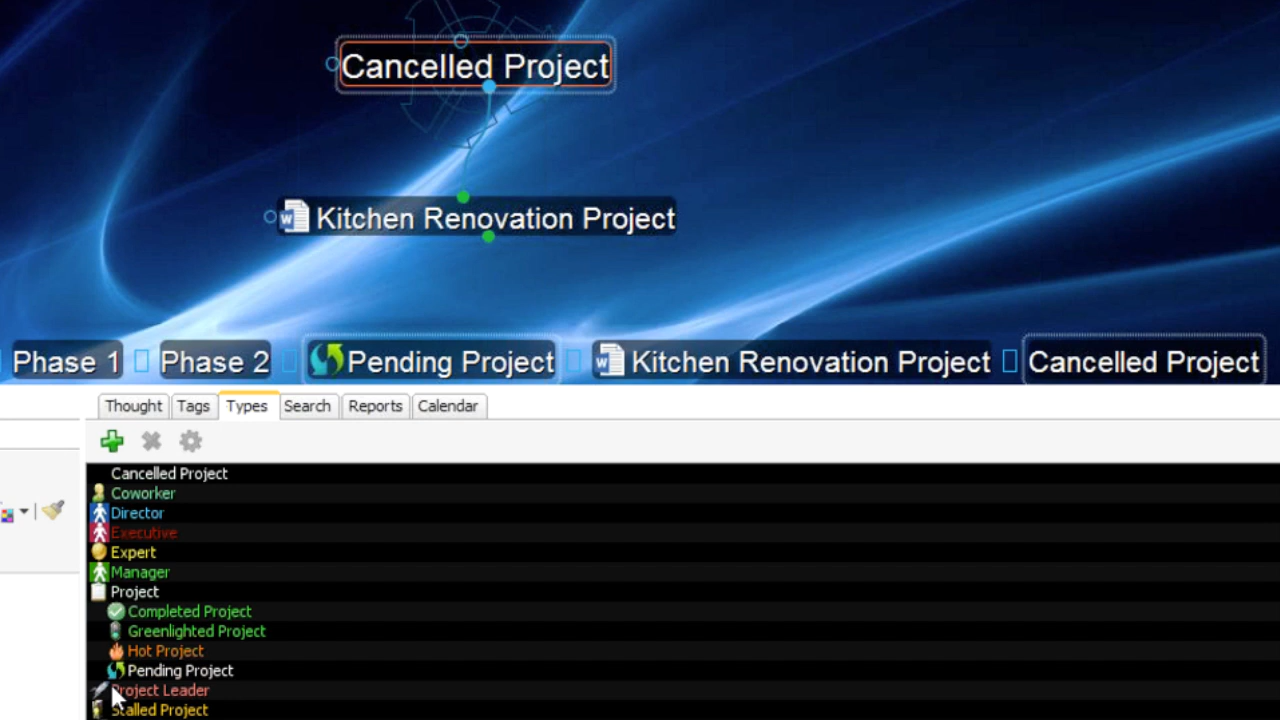 Cancelled Project
Kitchen Renovation Project
Phase 1 Phase 2 Pending Project Kitchen Renovation Project Cancelled Project
Thought Tags Types Search Reports Calendar
Cancelled Project
Coworker
Director
Executive
Expert
Manager
Project
Completed Project
Greenlighted Project
Hot Project
Pending Project
Project Leader
Stalled Project